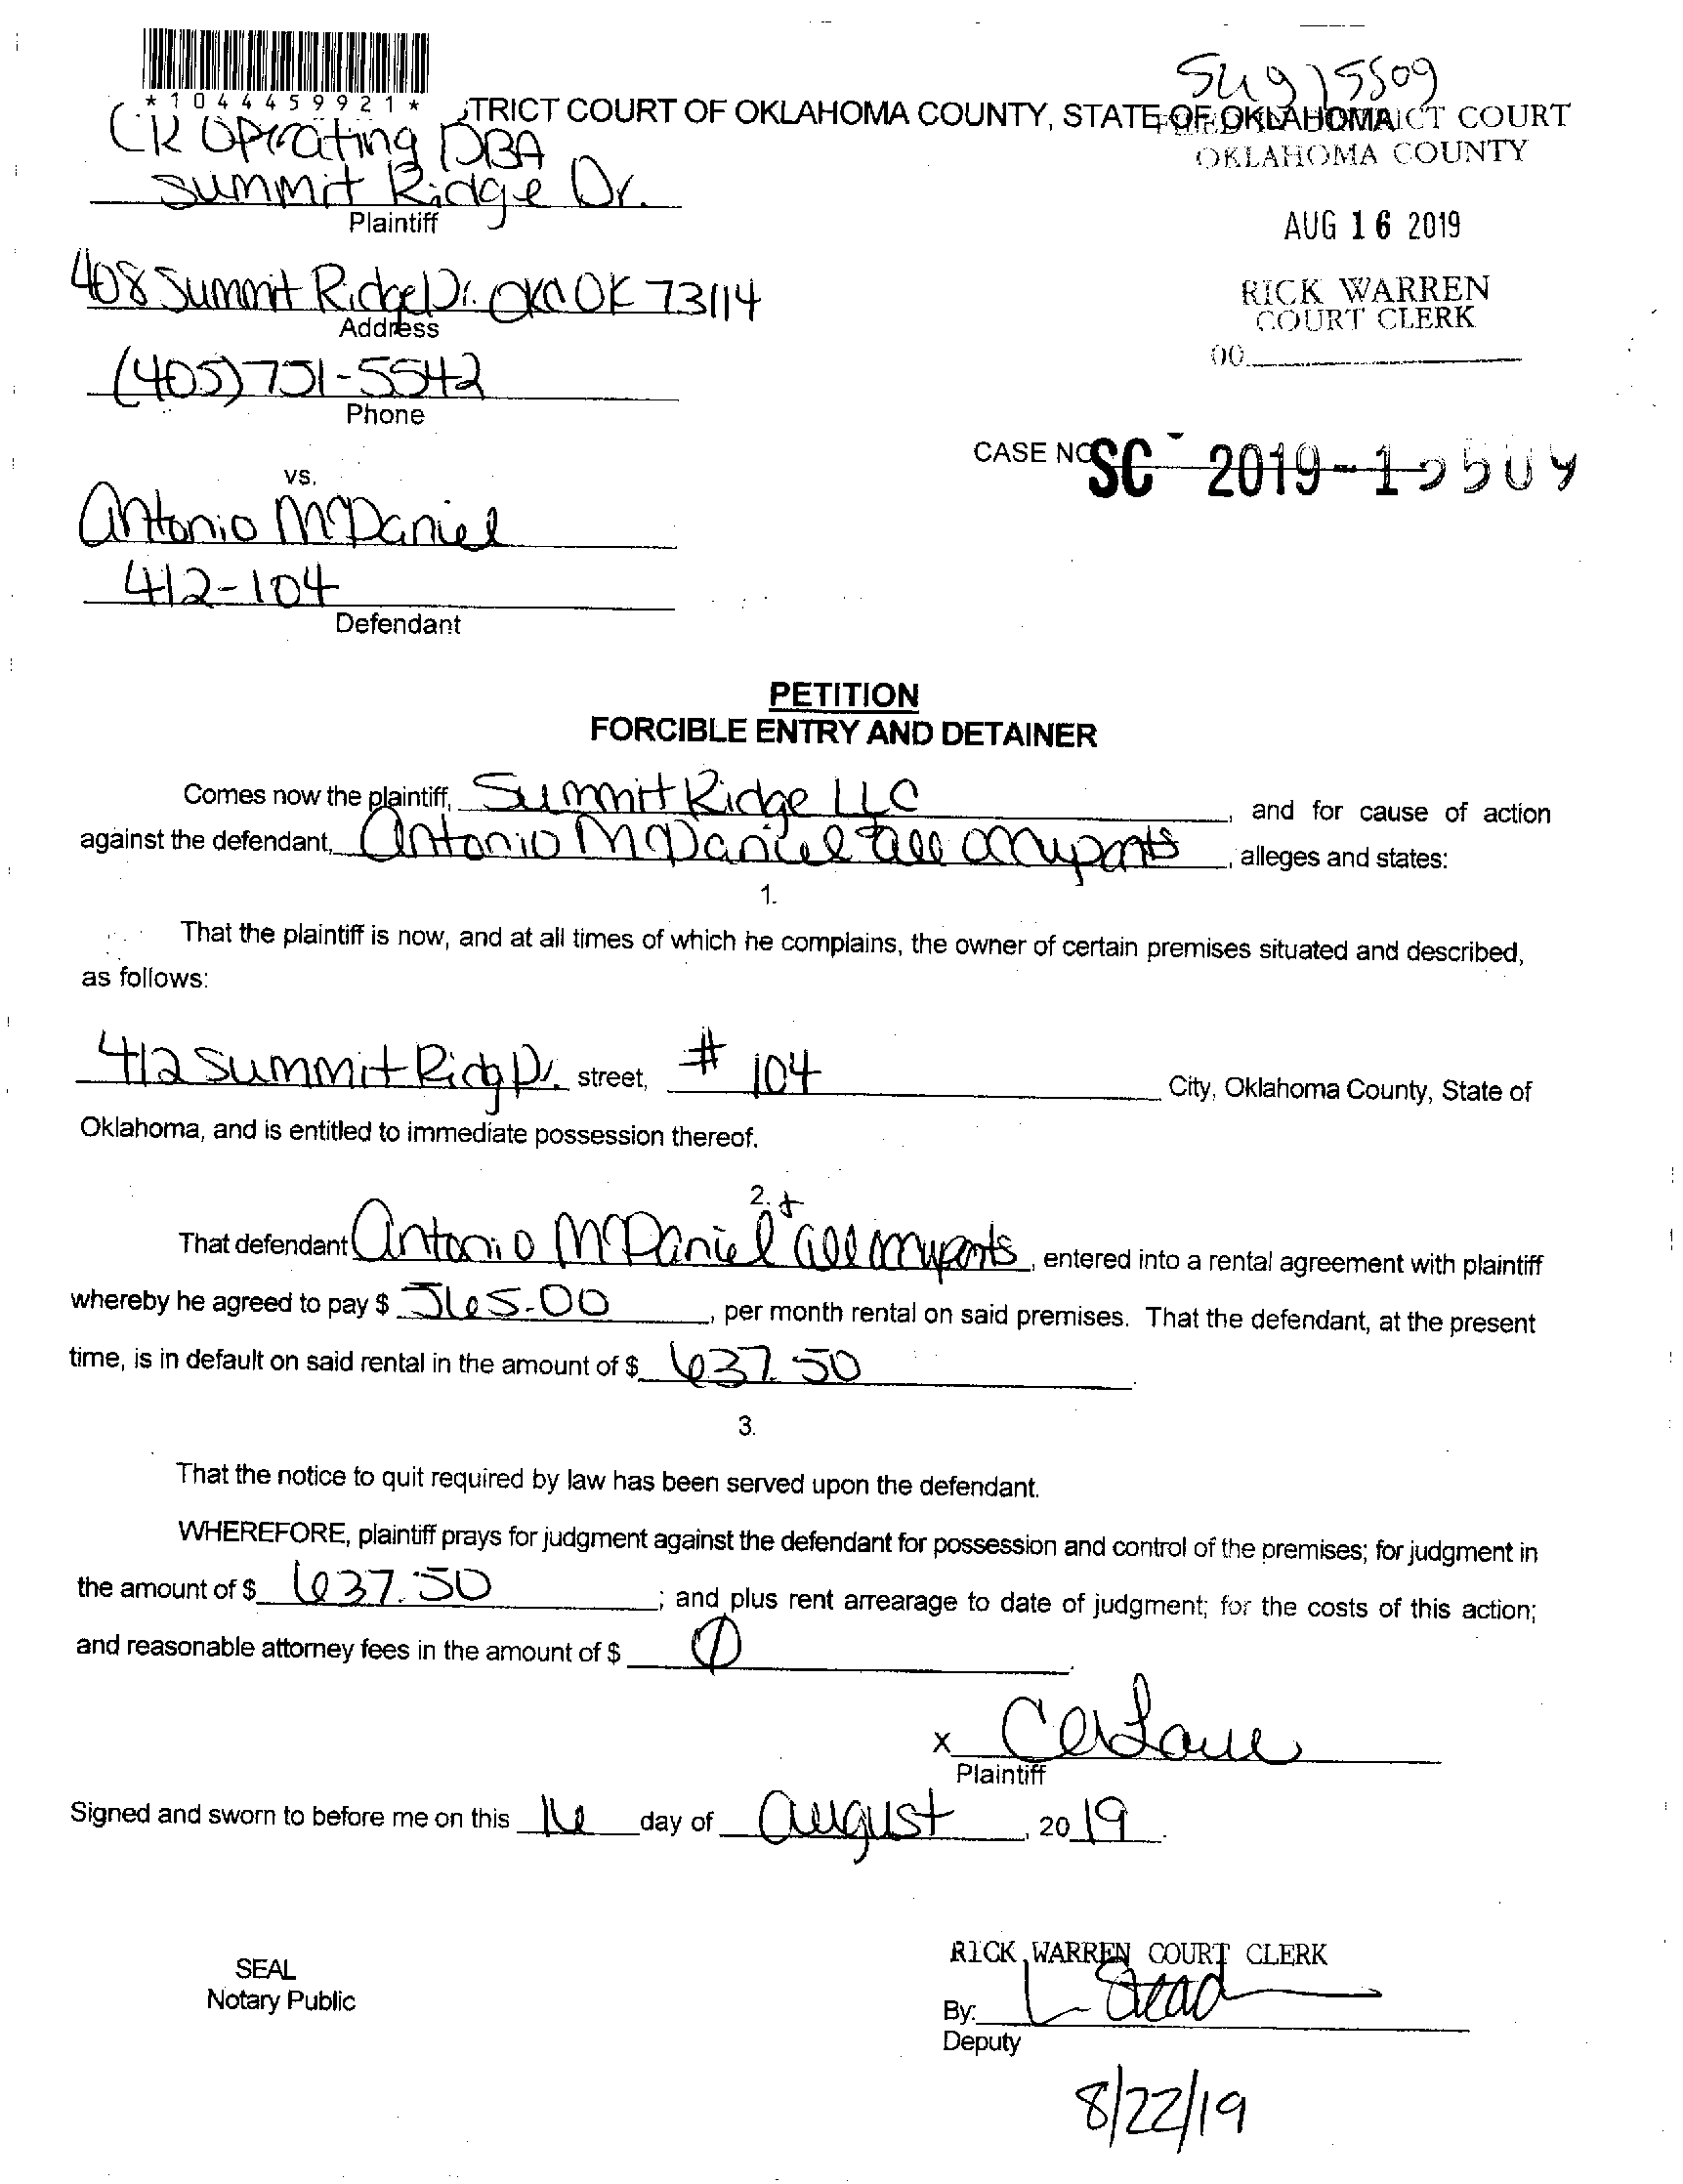 *1044459921*
Sug15509
STRICT COURT OF OKLAHOMA COUNTY, STATE OF OKLAHOMA
COURT
OKLAHOMA COUNTY
CR Operating DBA
Summit Ridge Dr.
Plaintiff
AUG 16 2019
408 Summit Ridge Dr. OKC OK 73114
Address
RICK WARREN
COURT CLERK
(405) 751-5542
Phone
CASE NO SC-2019-15509
vs.
Antonio McDaniel
412-104
Defendant
PETITION
FORCIBLE ENTRY AND DETAINER
Comes now the plaintiff, Summit Ridge LLC and for cause of action
against the defendant, Antonio McDaniel & all occupants, alleges and states:
1.
That the plaintiff is now, and at all times of which he complains, the owner of certain premises situated and described,
as follows:
412 Summit Ridg Dr. street, # 104 City, Oklahoma County, State of
Oklahoma, and is entitled to immediate possession thereof.
2.
That defendant Antonio McDaniel + all occupants, entered into a rental agreement with plaintiff
whereby he agreed to pay $ 565.00, per month rental on said premises. That the defendant, at the present
time, is in default on said rental in the amount of $ 637.50
3.
That the notice to quit required by law has been served upon the defendant.
WHEREFORE, plaintiff prays for judgment against the defendant for possession and control of the premises; for judgment in
the amount of $ 637.50; and plus rent arrearage to date of judgment; for the costs of this action;
and reasonable attorney fees in the amount of $ 0
x
Plaintiff
Signed and sworn to before me on this 16 day of August, 2019
RICK WARREN COURT CLERK
SEAL
Notary Public
By:
Deputy
8/22/19